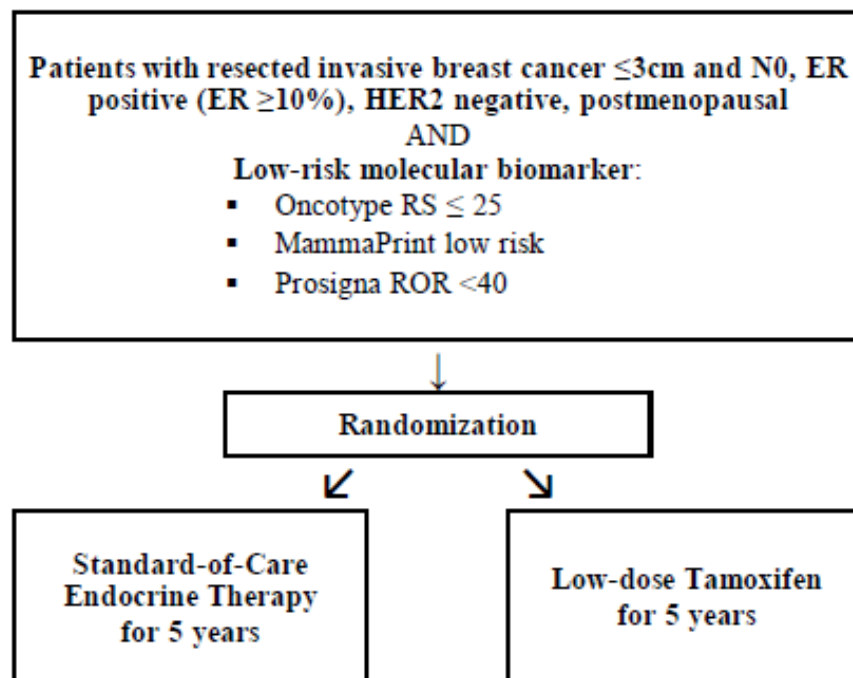 Patients with resected invasive breast cancer ≤3cm and N0, ER
positive (ER ≥10%), HER2 negative, postmenopausal
AND
Low-risk molecular biomarker:
▪ Oncotype RS ≤ 25
▪ MammaPrint low risk
▪ Prosigna ROR <40
↓
Randomization
↙ ↘
Standard-of-Care
Endocrine Therapy
for 5 years
Low-dose Tamoxifen
for 5 years